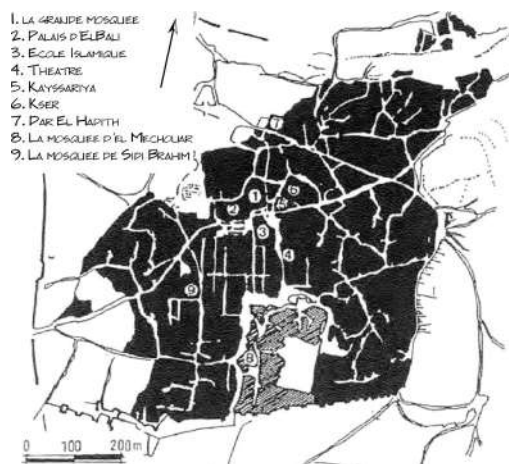 1. LA GRANDE MOSQUEE
2. PALAIS D'ELBALI
3. ECOLE ISLAMIQUE
4. THEATRE
5. KAYSSARIYA
6. KSER
7. DAR EL HADITH
8. LA MOSQUEE D'EL MECHOUAR
9. LA MOSQUEE DE SIDI BRAHIM
1
2
3
4
5
6
7
8
9
0 100 200m